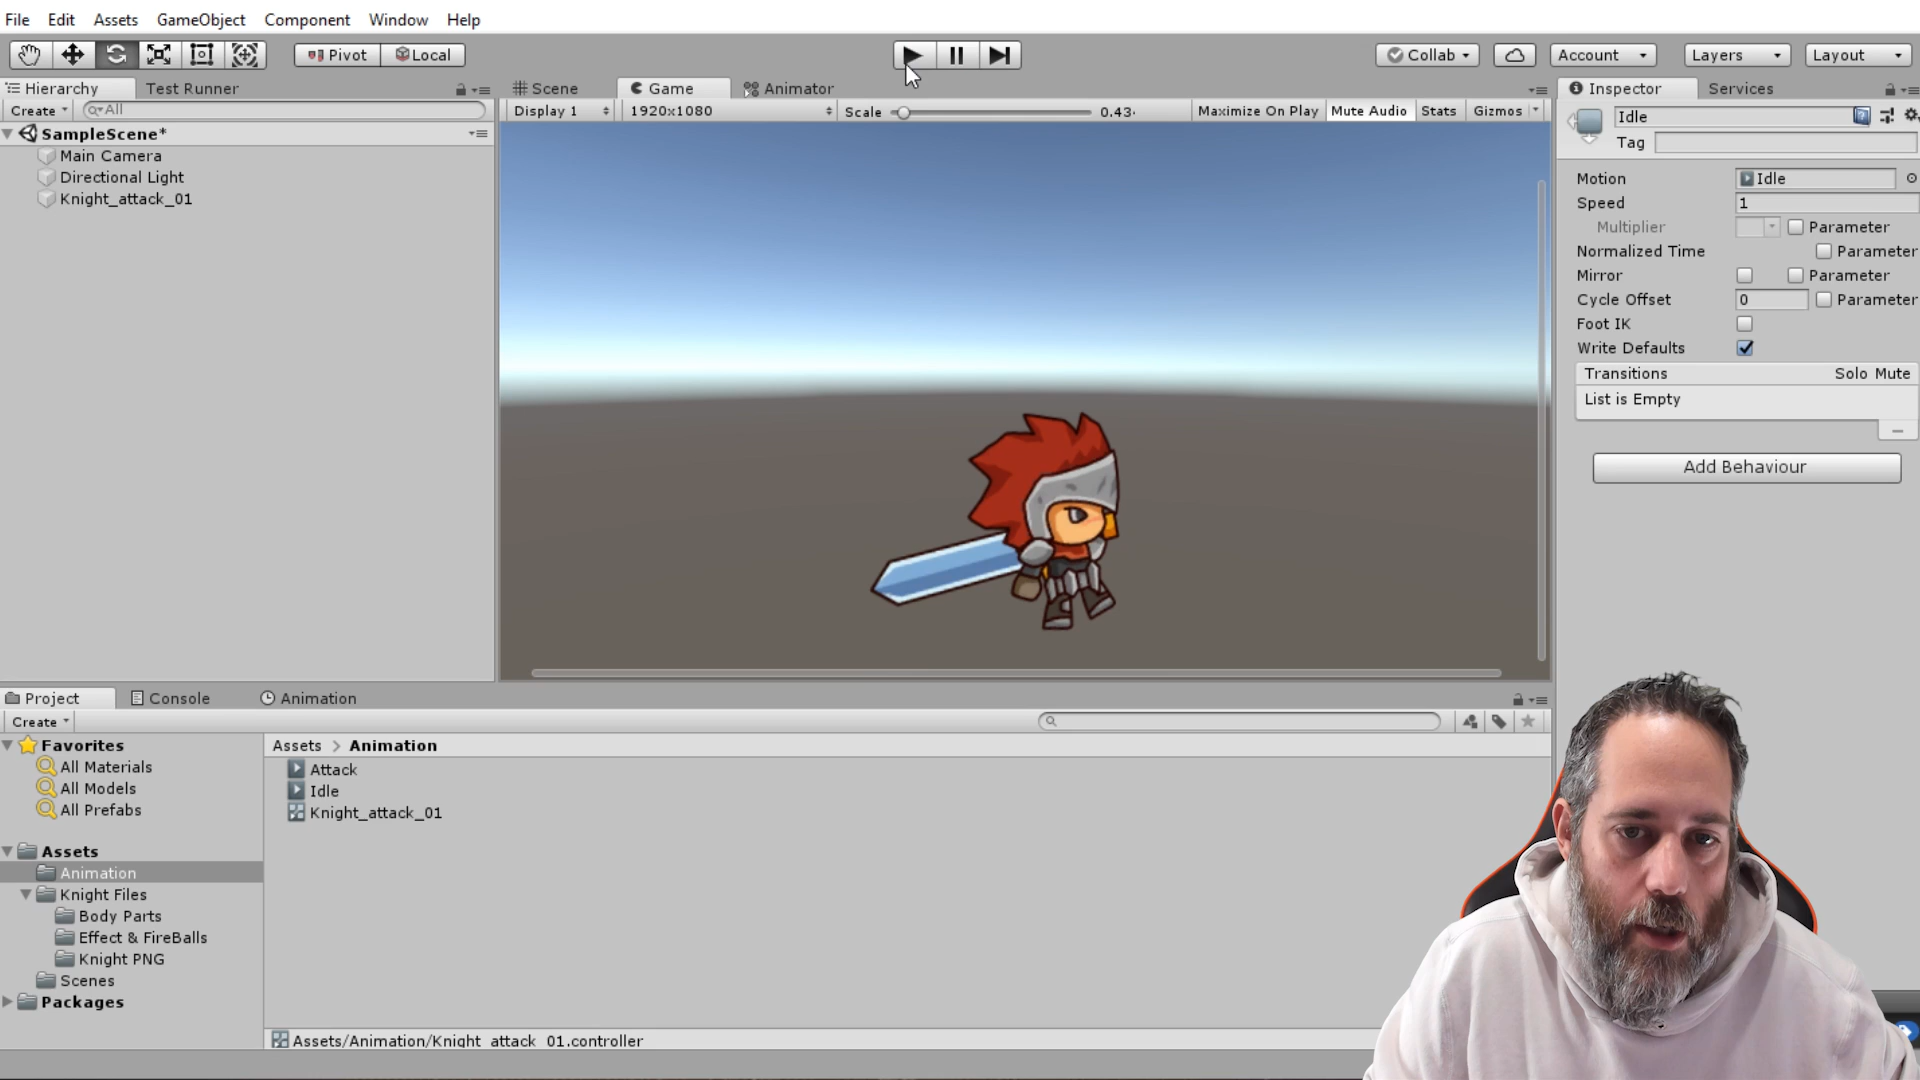 File Edit Assets GameObject Component Window Help
Pivot Local Collab Account Layers Layout
Hierarchy Test Runner
Create All
SampleScene*
Main Camera
Directional Light
Knight_attack_01
Scene Game Animator
Display 1 1920x1080 Scale 0.43 Maximize On Play Mute Audio Stats Gizmos
Inspector Services
Idle
Tag
Motion Idle
Speed 1
Multiplier Parameter
Normalized Time Parameter
Mirror Parameter
Cycle Offset 0 Parameter
Foot IK
Write Defaults
Transitions Solo Mute
List is Empty
Add Behaviour
Project Console Animation
Create
Favorites
All Materials
All Models
All Prefabs
Assets
Animation
Knight Files
Body Parts
Effect & FireBalls
Knight PNG
Scenes
Packages
Assets > Animation
Attack
Idle
Knight_attack_01
Assets/Animation/Knight_attack_01.controller